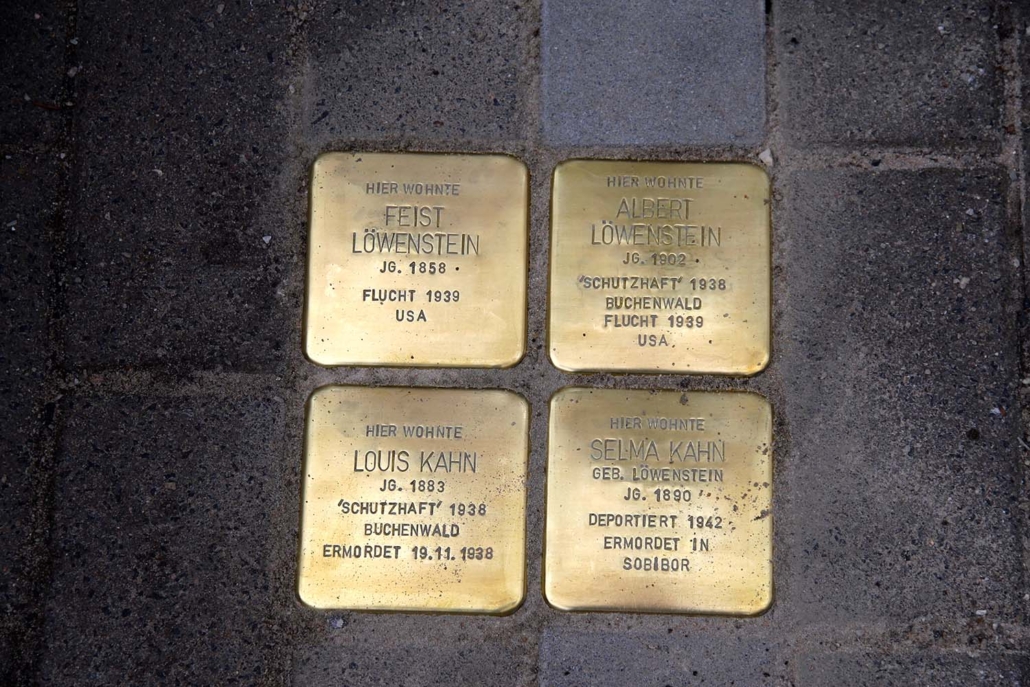 HIER WOHNTE
FEIST
LÖWENSTEIN
JG. 1858
FLUCHT 1939
USA
HIER WOHNTE
ALBERT
LÖWENSTEIN
JG. 1902
'SCHUTZHAFT' 1938
BUCHENWALD
FLUCHT 1939
USA
HIER WOHNTE
LOUIS KAHN
JG. 1883
'SCHUTZHAFT' 1938
BUCHENWALD
ERMORDET 19.11.1938
HIER WOHNTE
SELMA KAHN
GEB. LÖWENSTEIN
JG. 1890
DEPORTIERT 1942
ERMORDET IN
SOBIBOR